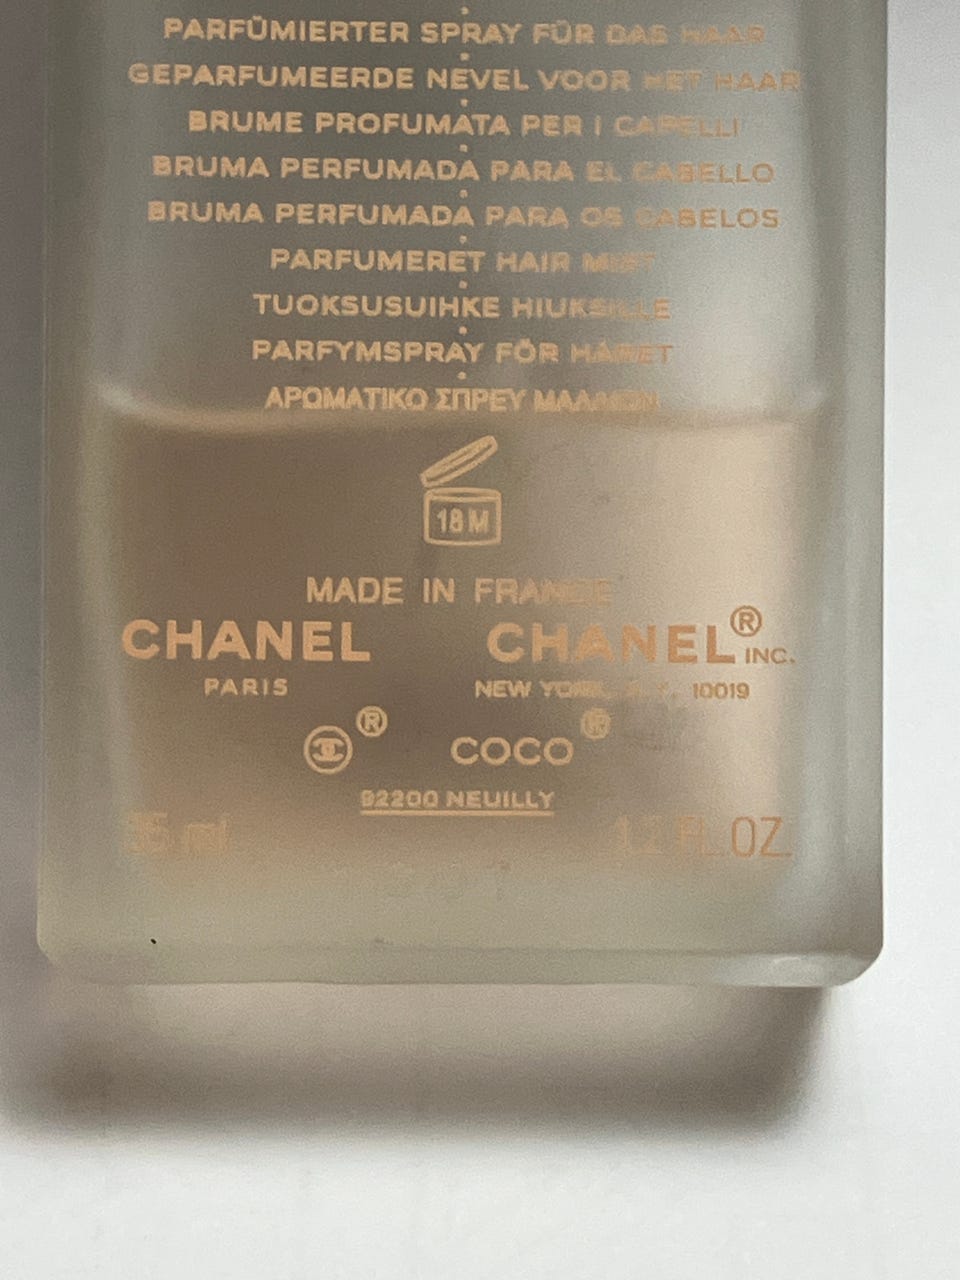 PARFÜMIERTER SPRAY FÜR DAS HAAR
GEPARFUMEERDE NEVEL VOOR HET HAAR
BRUME PROFUMATA PER I CAPELLI
BRUMA PERFUMADA PARA EL CABELLO
BRUMA PERFUMADA PARA OS CABELOS
PARFUMERET HAIR MIST
TUOKSUSUIHKE HIUKSILLE
PARFYMSPRAY FÖR HÅRET
ΑΡΩΜΑΤΙΚΟ ΣΠΡΕΥ ΜΑΛΛΙΩΝ
18 M
MADE IN FRANCE
CHANEL CHANEL® INC.
PARIS NEW YORK, N.Y. 10019
® COCO®
92200 NEUILLY
35 ml 1.2 FL. OZ.